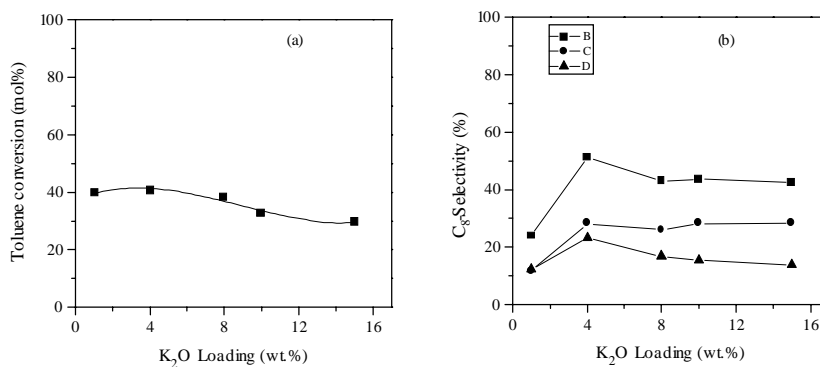 (a)
Toluene conversion (mol%)
100
80
60
40
20
0
0 4 8 12 16
K₂O Loading (wt.%)
(b)
B
C
D
C₈-Selectivity (%)
100
80
60
40
20
0
0 4 8 12 16
K₂O Loading (wt.%)